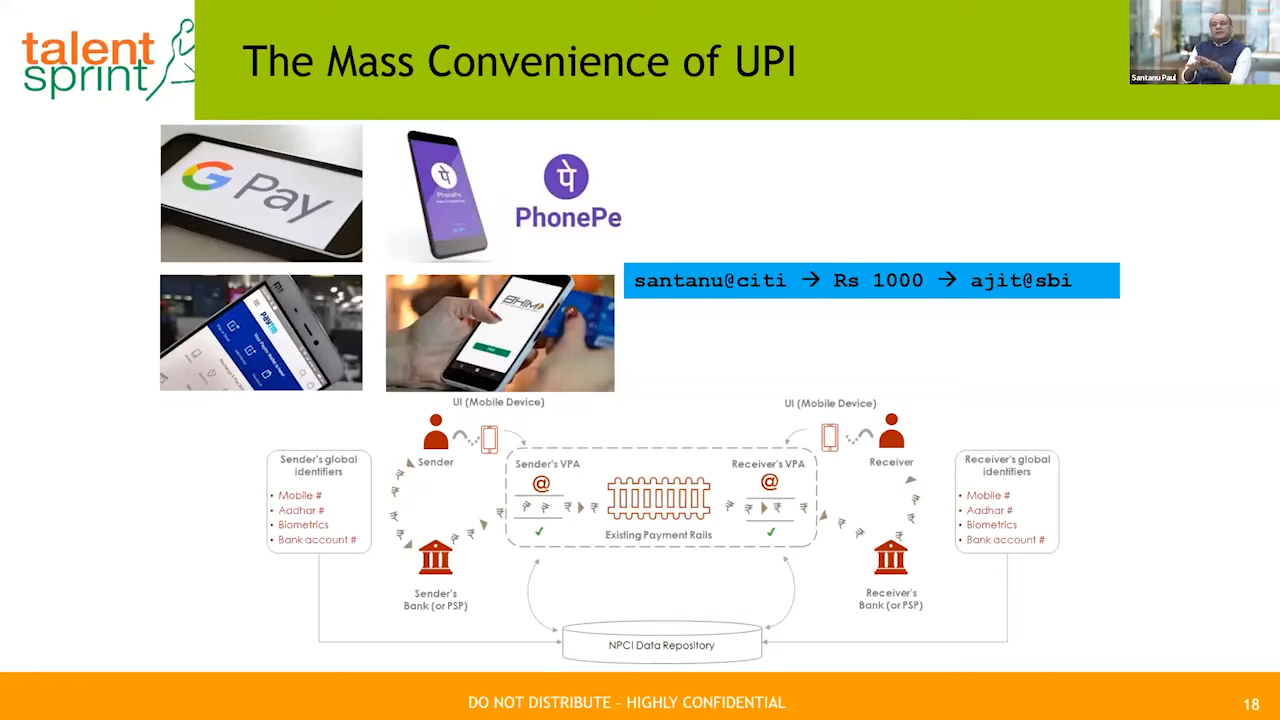 talent
sprint
The Mass Convenience of UPI
Santanu Paul
G Pay
पे
PhonePe
पे
PhonePe
paytm
BHIM
santanu@citi → Rs 1000 → ajit@sbi
UI (Mobile Device)
UI (Mobile Device)
Sender
Receiver
Sender's global
identifiers
• Mobile #
• Aadhar #
• Biometrics
• Bank account #
Sender's VPA
@
Receiver's VPA
@
Existing Payment Rails
Receiver's global
identifiers
• Mobile #
• Aadhar #
• Biometrics
• Bank account #
Sender's
Bank (or PSP)
Receiver's
Bank (or PSP)
NPCI Data Repository
DO NOT DISTRIBUTE – HIGHLY CONFIDENTIAL
18